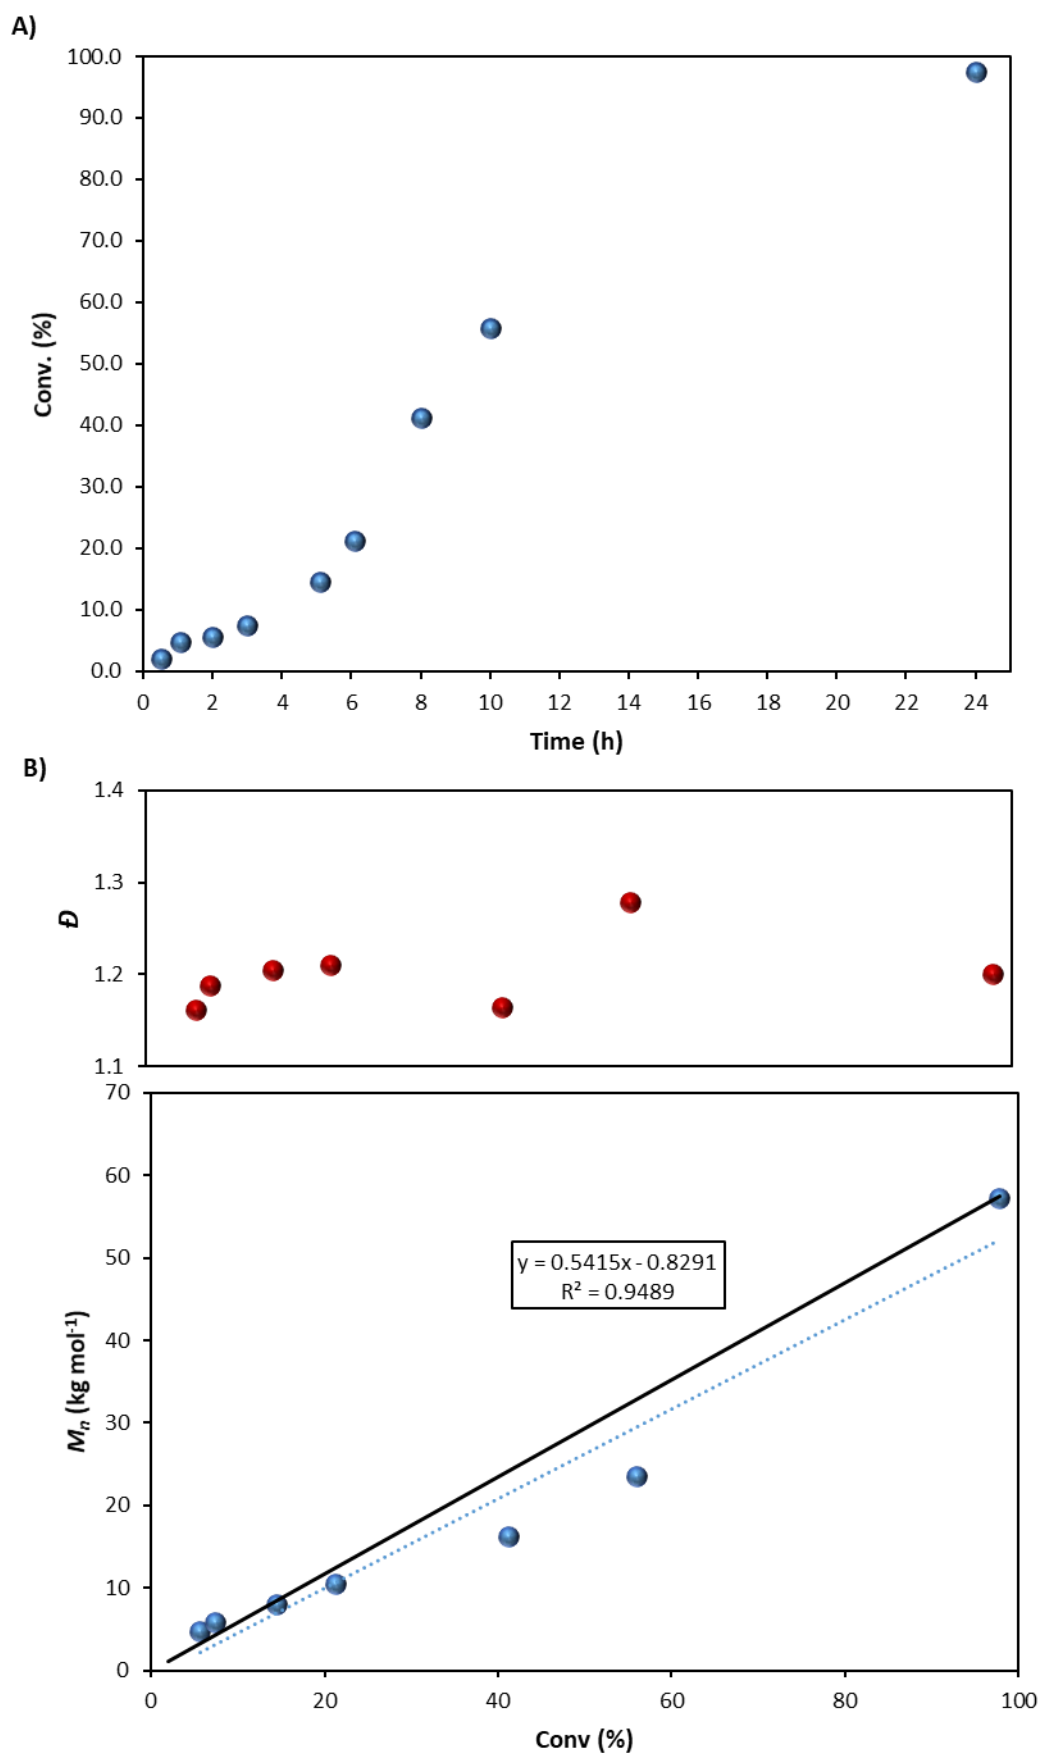 A)
100.0
90.0
80.0
70.0
60.0
50.0
40.0
30.0
20.0
10.0
0.0
Conv. (%)
0 2 4 6 8 10 12 14 16 18 20 22 24
Time (h)
B)
1.4
1.3
1.2
1.1
Đ
70
60
50
40
30
20
10
0
Mn (kg mol-1)
y = 0.5415x - 0.8291
R² = 0.9489
0 20 40 60 80 100
Conv (%)